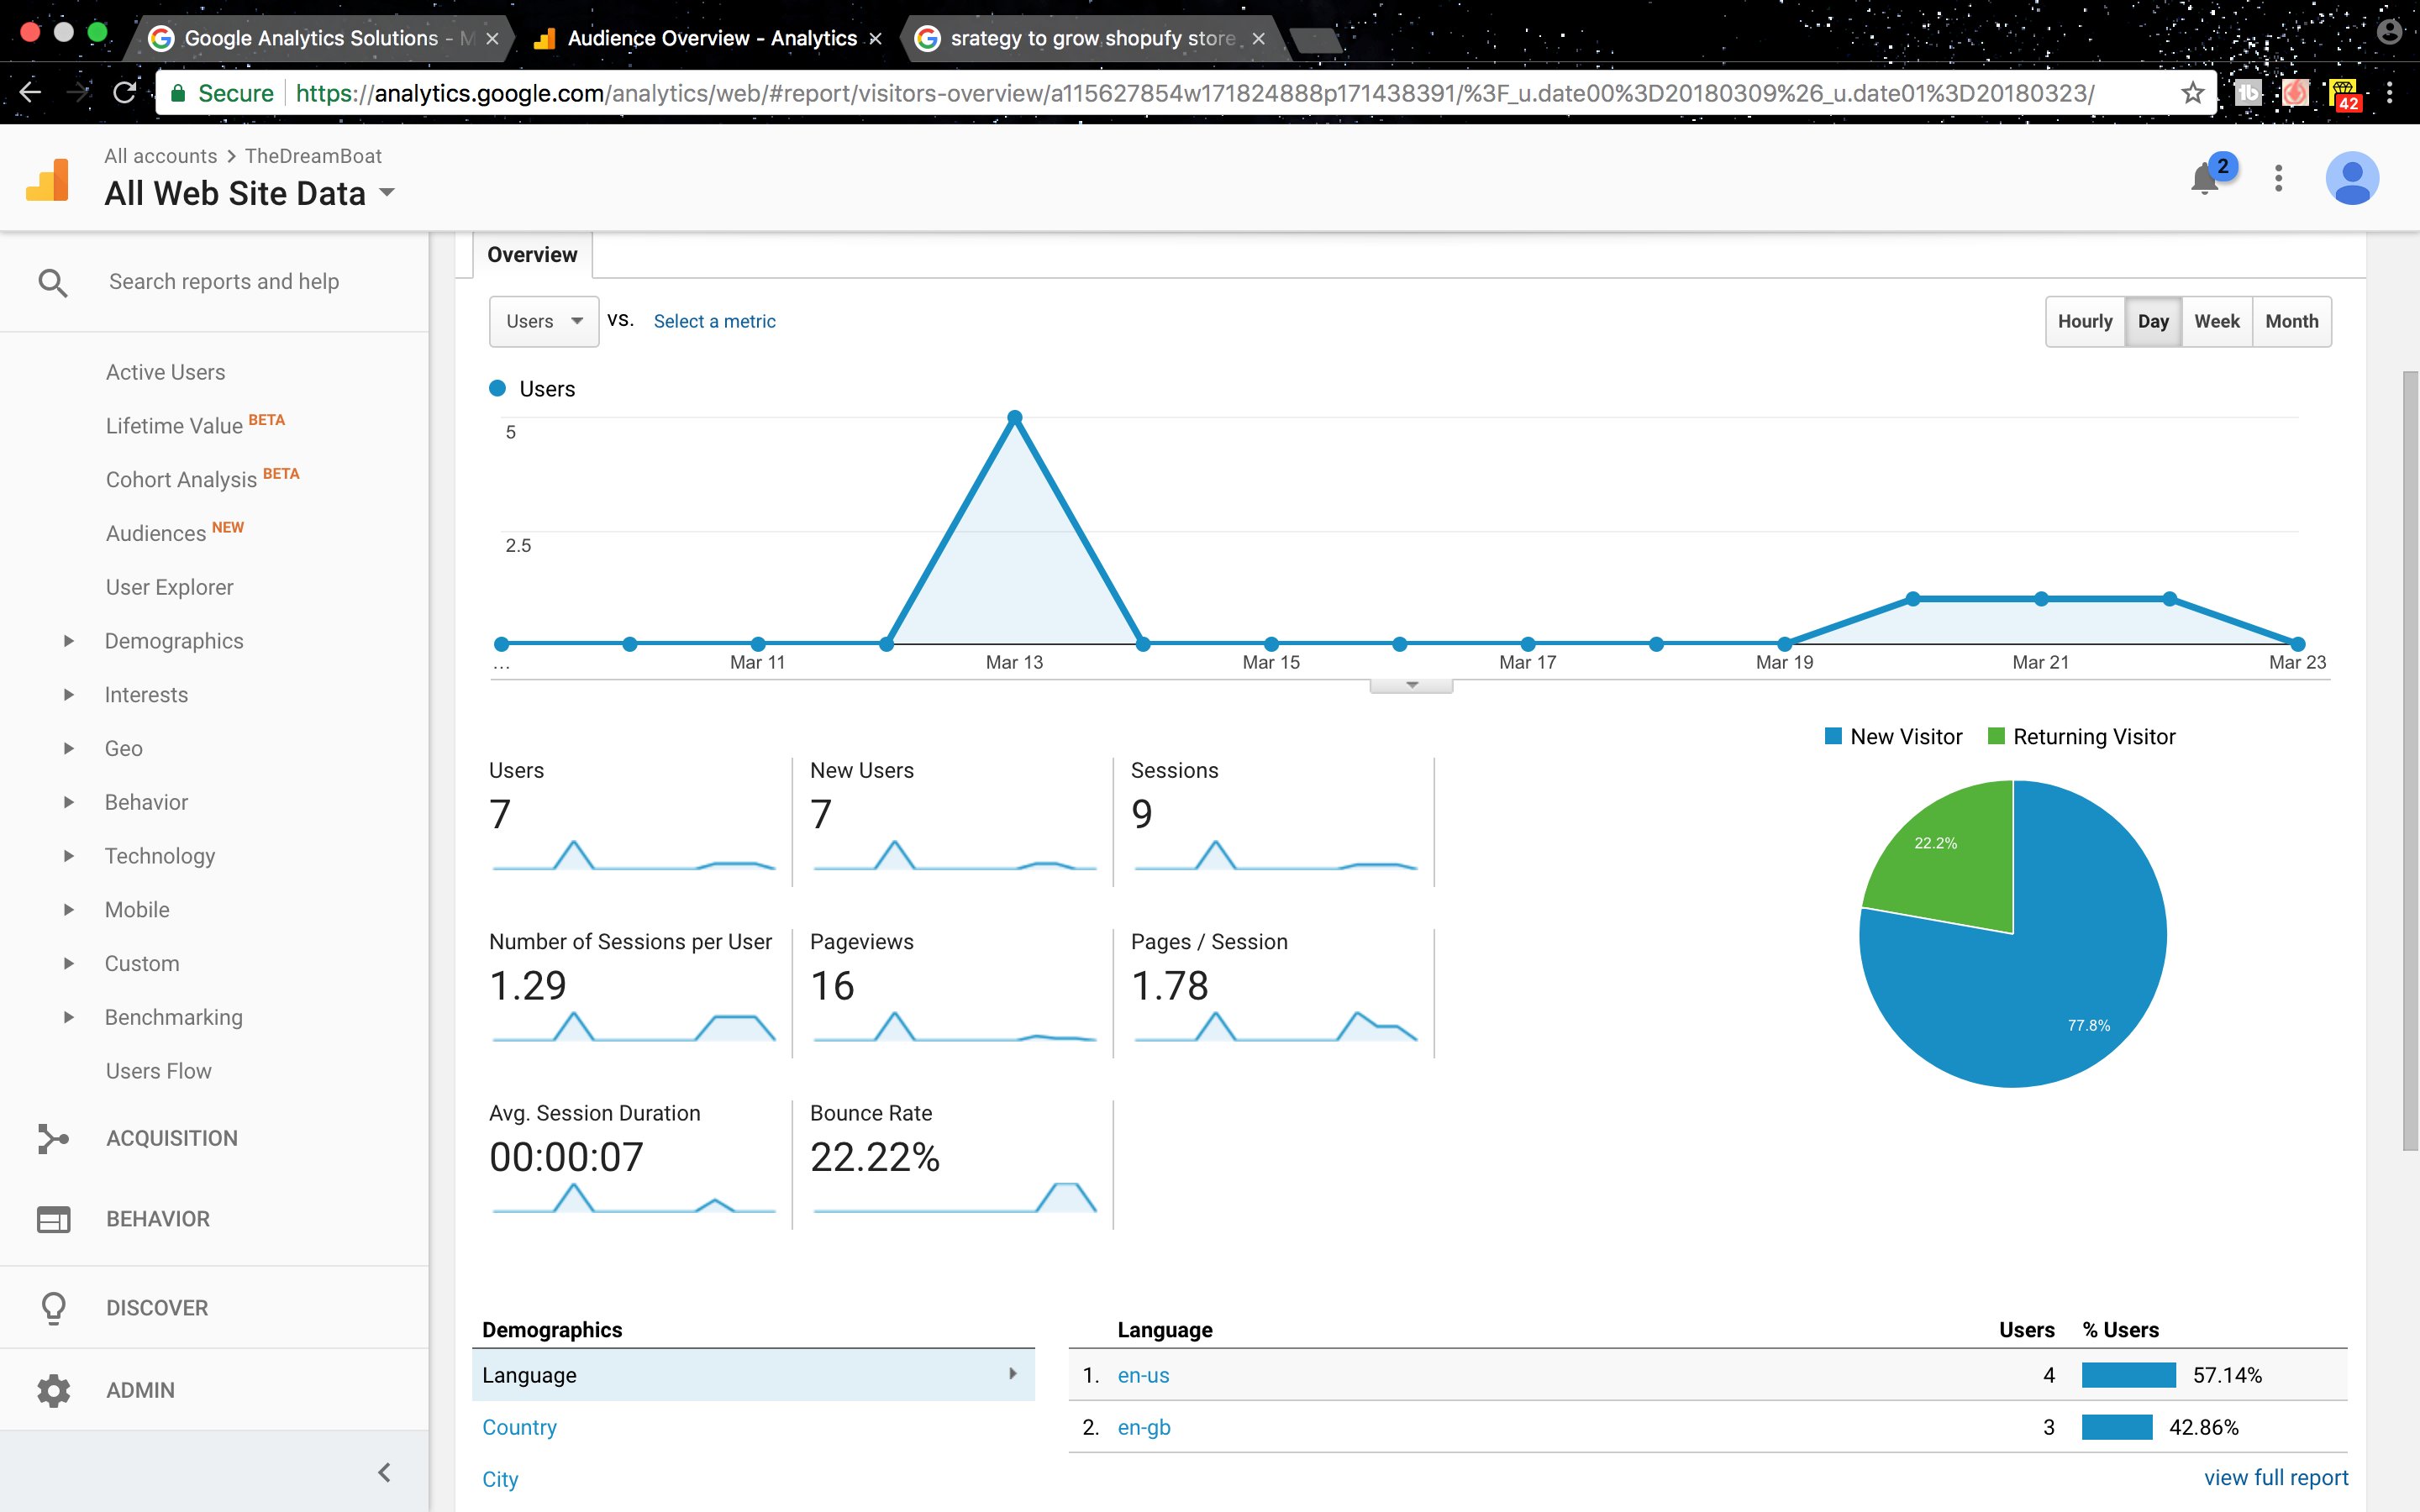 Google Analytics Solutions - M
Audience Overview - Analytics
srategy to grow shopufy store
Secure https://analytics.google.com/analytics/web/#report/visitors-overview/a115627854w171824888p171438391/%3F_u.date00%3D20180309%26_u.date01%3D20180323/
42
All accounts > TheDreamBoat
All Web Site Data
2
Search reports and help
Active Users
Lifetime Value BETA
Cohort Analysis BETA
Audiences NEW
User Explorer
Demographics
Interests
Geo
Behavior
Technology
Mobile
Custom
Benchmarking
Users Flow
ACQUISITION
BEHAVIOR
DISCOVER
ADMIN
Overview
Users VS. Select a metric
Hourly Day Week Month
Users
5
2.5
... Mar 11 Mar 13 Mar 15 Mar 17 Mar 19 Mar 21 Mar 23
New Visitor Returning Visitor
22.2%
77.8%
Users
7
New Users
7
Sessions
9
Number of Sessions per User
1.29
Pageviews
16
Pages / Session
1.78
Avg. Session Duration
00:00:07
Bounce Rate
22.22%
Demographics
Language
Country
City
Language Users % Users
1. en-us 4 57.14%
2. en-gb 3 42.86%
view full report